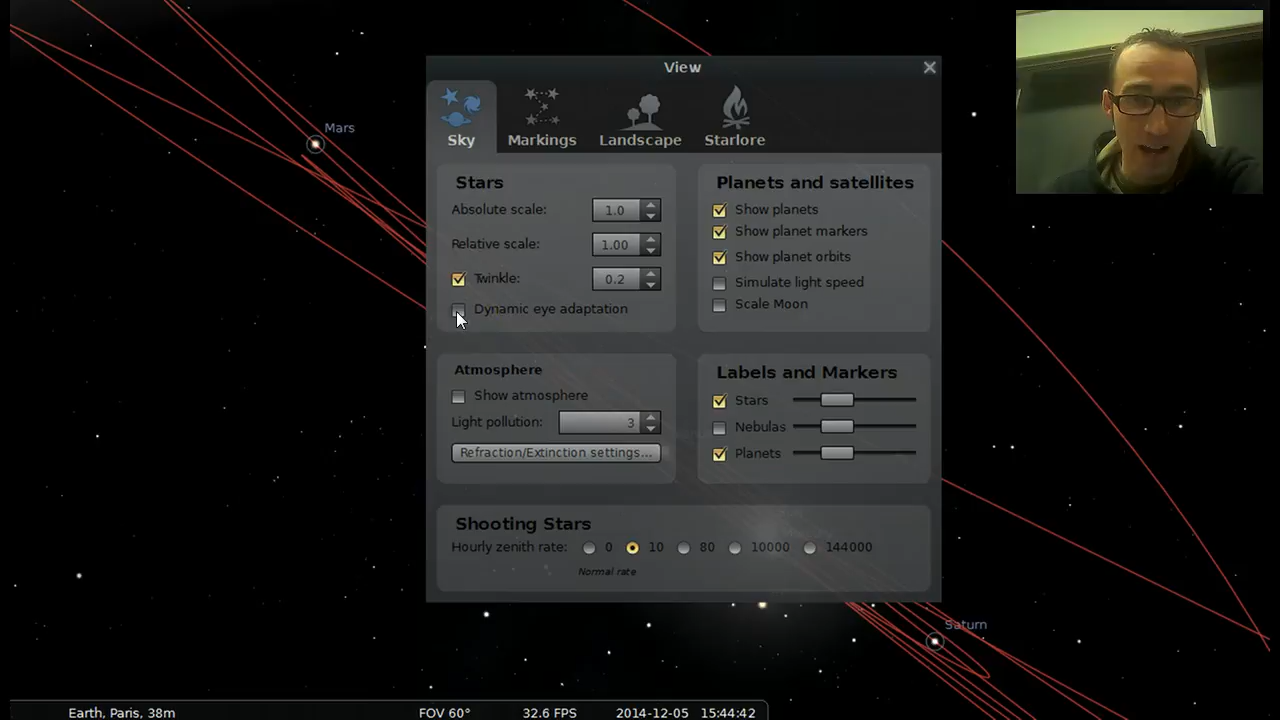 View
Sky
Markings
Landscape
Starlore
Mars
Stars
Absolute scale: 1.0
Relative scale: 1.00
Twinkle: 0.2
Dynamic eye adaptation
Planets and satellites
Show planets
Show planet markers
Show planet orbits
Simulate light speed
Scale Moon
Atmosphere
Show atmosphere
Light pollution: 3
Refraction/Extinction settings...
Labels and Markers
Stars
Nebulas
Planets
Shooting Stars
Hourly zenith rate: 0 10 80 10000 144000
Normal rate
Saturn
Earth, Paris, 38m FOV 60° 32.6 FPS 2014-12-05 15:44:42